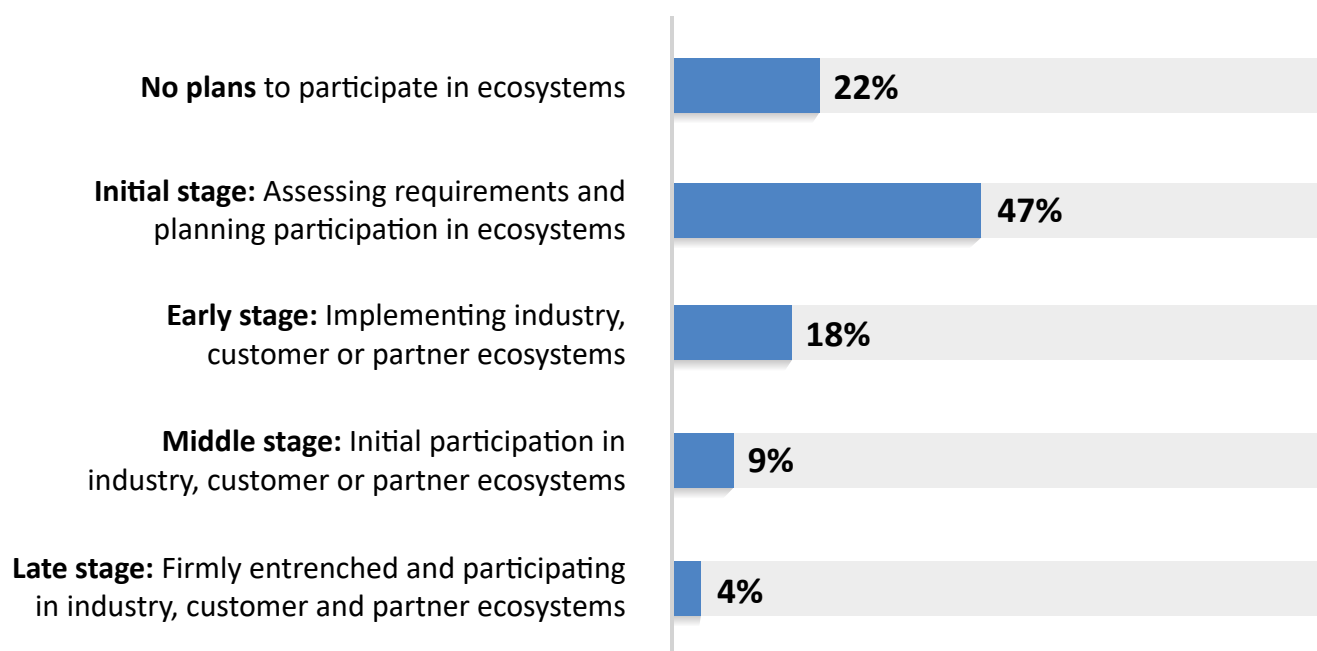 No plans to participate in ecosystems
22%
Initial stage: Assessing requirements and
planning participation in ecosystems
47%
Early stage: Implementing industry,
customer or partner ecosystems
18%
Middle stage: Initial participation in
industry, customer or partner ecosystems
9%
Late stage: Firmly entrenched and participating
in industry, customer and partner ecosystems
4%